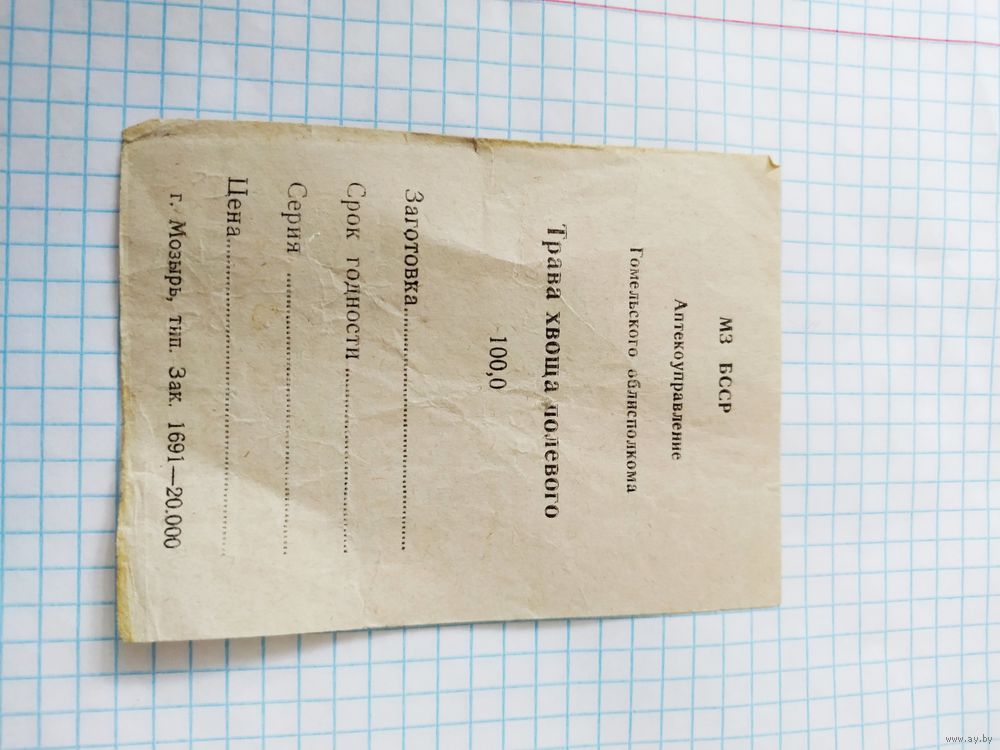 МЗ БССР
Аптекоуправление
Гомельского облисполкома
Трава хвоща полевого
100,0
Заготовка
Срок годности
Серия
Цена
г. Мозырь, тип. Зак. 1691—20.000
www.ay.by